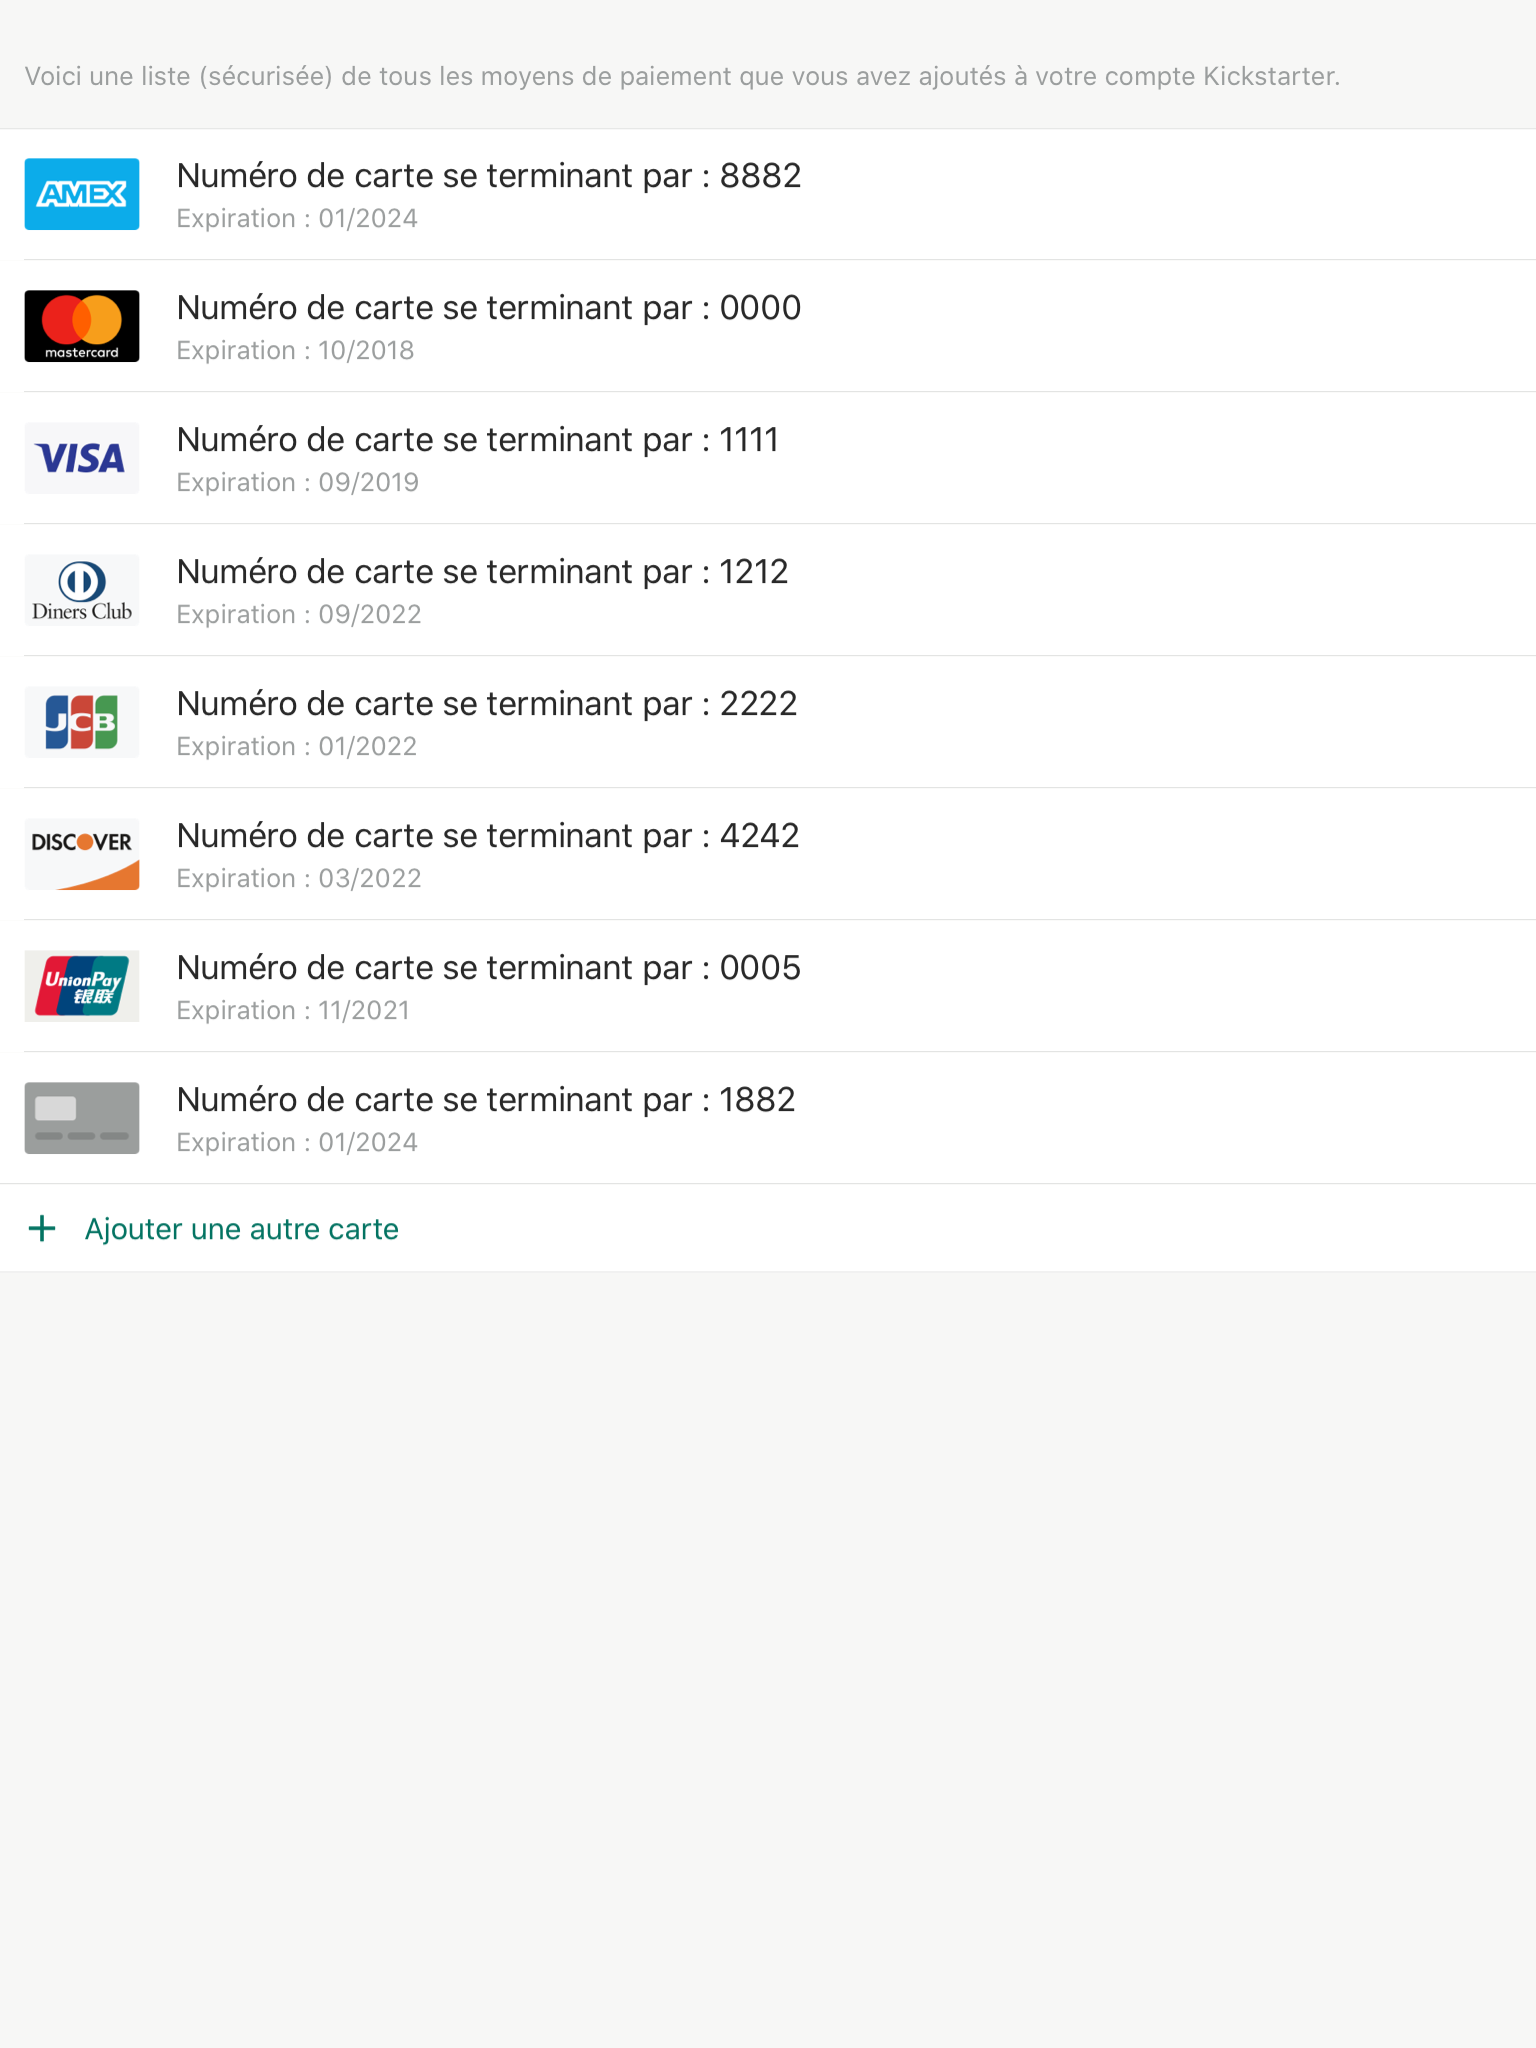 Voici une liste (sécurisée) de tous les moyens de paiement que vous avez ajoutés à votre compte Kickstarter.
AMEX
Numéro de carte se terminant par : 8882
Expiration : 01/2024
mastercard
Numéro de carte se terminant par : 0000
Expiration : 10/2018
VISA
Numéro de carte se terminant par : 1111
Expiration : 09/2019
Diners Club
Numéro de carte se terminant par : 1212
Expiration : 09/2022
JCB
Numéro de carte se terminant par : 2222
Expiration : 01/2022
DISCOVER
Numéro de carte se terminant par : 4242
Expiration : 03/2022
UnionPay
银联
Numéro de carte se terminant par : 0005
Expiration : 11/2021
Numéro de carte se terminant par : 1882
Expiration : 01/2024
+ Ajouter une autre carte